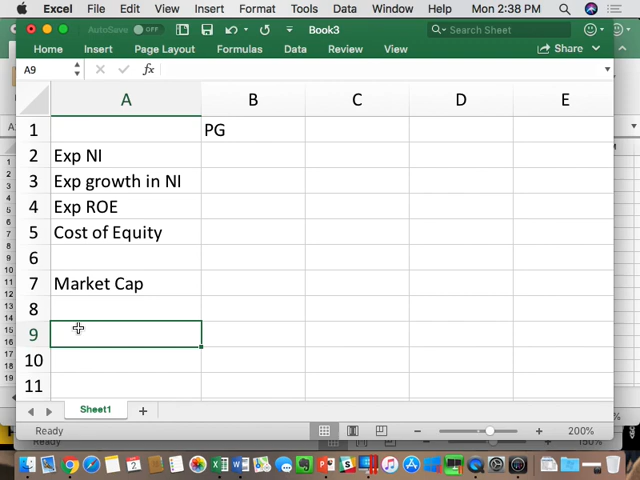 Excel File Edit View Insert Format Tools Data Window Help Mon 2:38 PM
AutoSave OFF Book3 Search Sheet
Home Insert Page Layout Formulas Data Review View Share
A9 fx
A B C D E
1 PG
2 Exp NI
3 Exp growth in NI
4 Exp ROE
5 Cost of Equity
6
7 Market Cap
8
9
10
11
Sheet1
Ready 200%
Ready 150%